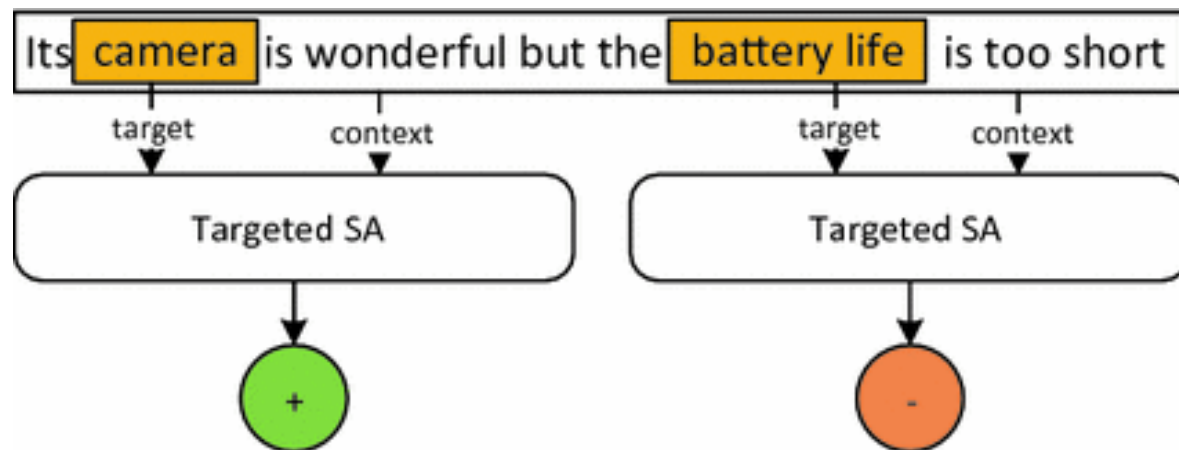 Its camera is wonderful but the battery life is too short
target context target context
Targeted SA Targeted SA
+ -